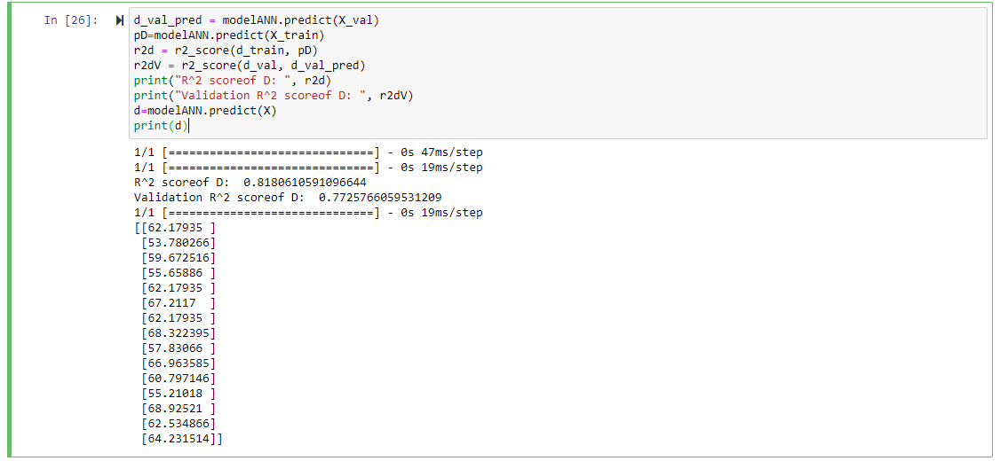 In [26]:
d_val_pred = modelANN.predict(X_val)
pD=modelANN.predict(X_train)
r2d = r2_score(d_train, pD)
r2dV = r2_score(d_val, d_val_pred)
print("R^2 scoreof D: ", r2d)
print("Validation R^2 scoreof D: ", r2dV)
d=modelANN.predict(X)
print(d)
1/1 [==============================] - 0s 47ms/step
1/1 [==============================] - 0s 19ms/step
R^2 scoreof D:  0.8180610591096644
Validation R^2 scoreof D:  0.7725766059531209
1/1 [==============================] - 0s 19ms/step
[[62.17935 ]
 [53.780266]
 [59.672516]
 [55.65886 ]
 [62.17935 ]
 [67.2117  ]
 [62.17935 ]
 [68.322395]
 [57.83066 ]
 [66.963585]
 [60.797146]
 [55.21018 ]
 [68.92521 ]
 [62.534866]
 [64.231514]]